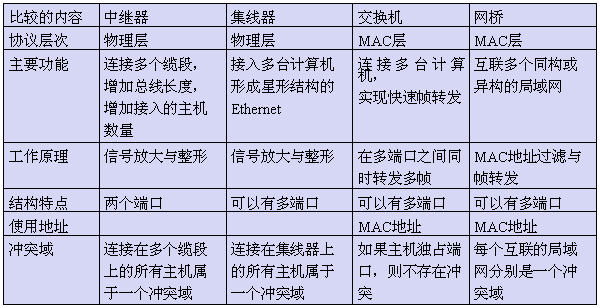 比较的内容 中继器 集线器 交换机 网桥
协议层次 物理层 物理层 MAC层 MAC层
主要功能 连接多个缆段， 接入多台计算机 连接多台计算 互联多个同构或
增加总线长度， 形成星形结构的 机， 异构的局域网
增加接入的主机 Ethernet 实现快速帧转发
数量
工作原理 信号放大与整形 信号放大与整形 在多端口之间同 MAC地址过滤与
时转发多帧 帧转发
结构特点 两个端口 可以有多端口 可以有多端口 可以有多端口
使用地址 MAC地址 MAC地址
冲突域 连接在多个缆段 连接在集线器上 如果主机独占端 每个互联的局域
上的所有主机属 的所有主机属于 口，则不存在冲 网分别是一个冲
于一个冲突域 一个冲突域 突 突域